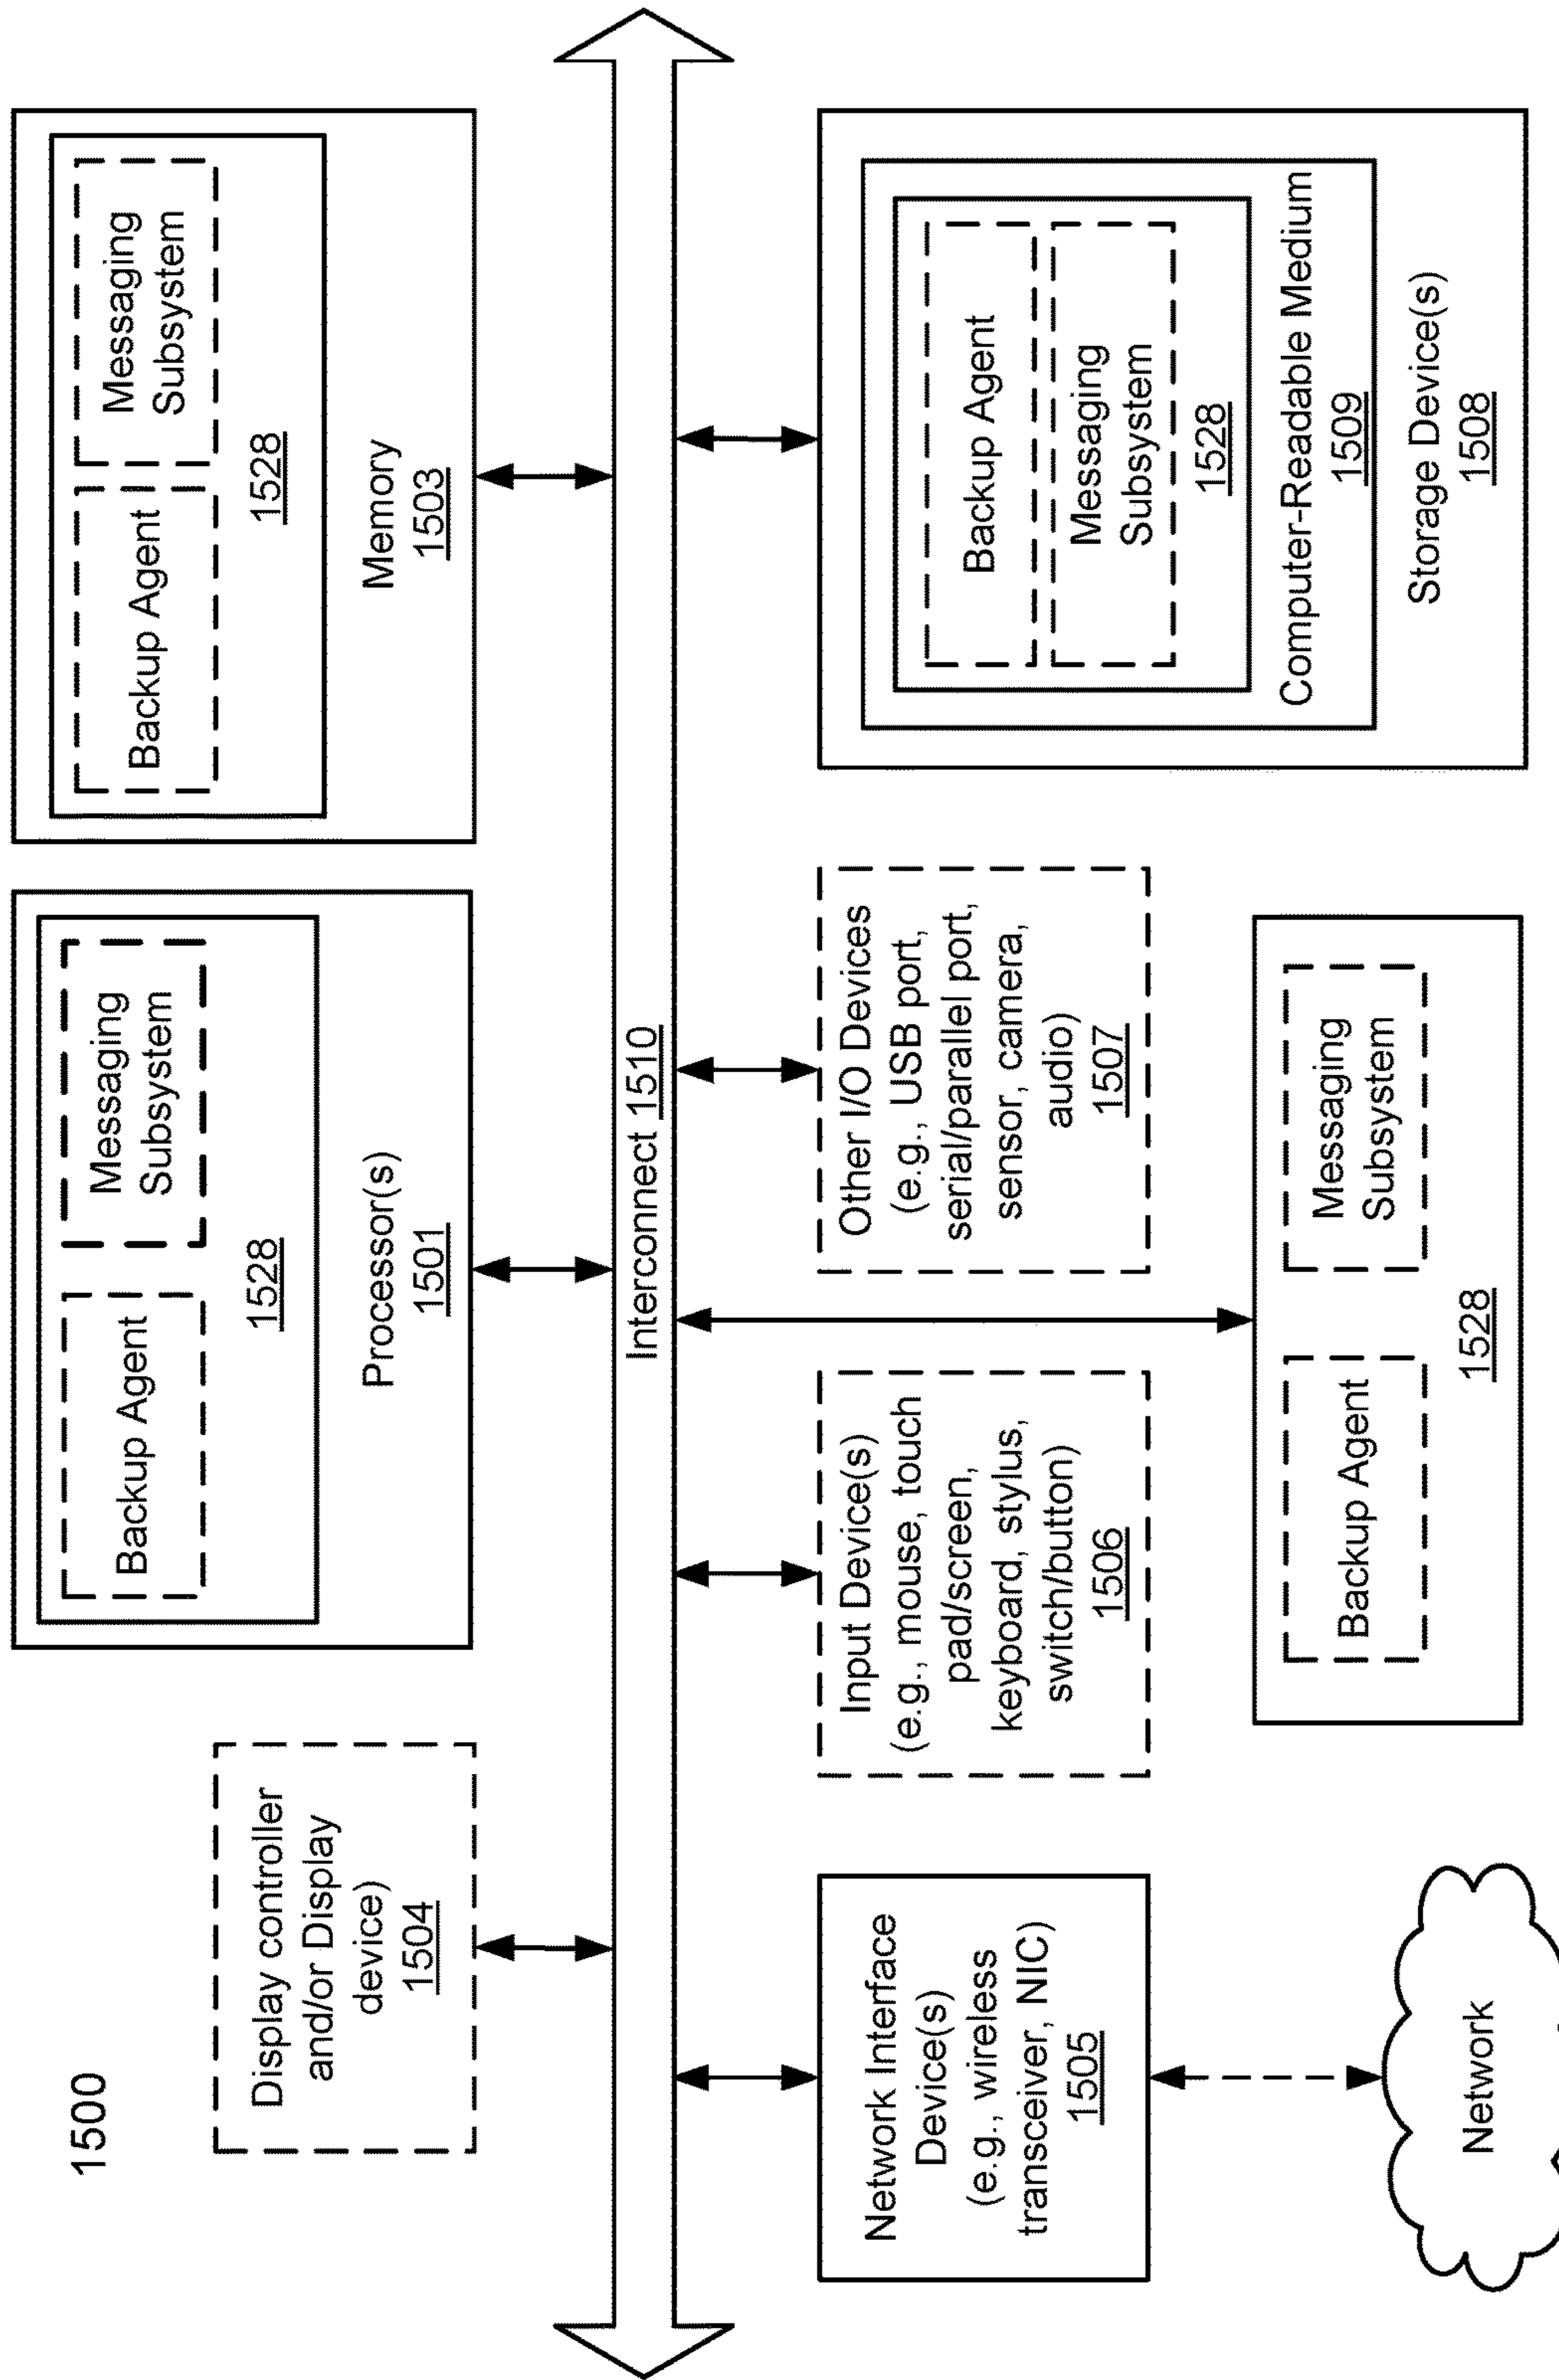 1500
Display controller
and/or Display
device)
1504
Backup Agent
Messaging
Subsystem
1528
Processor(s)
1501
Backup Agent
Messaging
Subsystem
1528
Memory
1503
Interconnect 1510
Network Interface
Device(s)
(e.g., wireless
transceiver, NIC)
1505
Input Device(s)
(e.g., mouse, touch
pad/screen,
keyboard, stylus,
switch/button)
1506
Other I/O Devices
(e.g., USB port,
serial/parallel port,
sensor, camera,
audio)
1507
Backup Agent
Messaging
Subsystem
1528
Computer-Readable Medium
1509
Storage Device(s)
1508
Network
Backup Agent
Messaging
Subsystem
1528